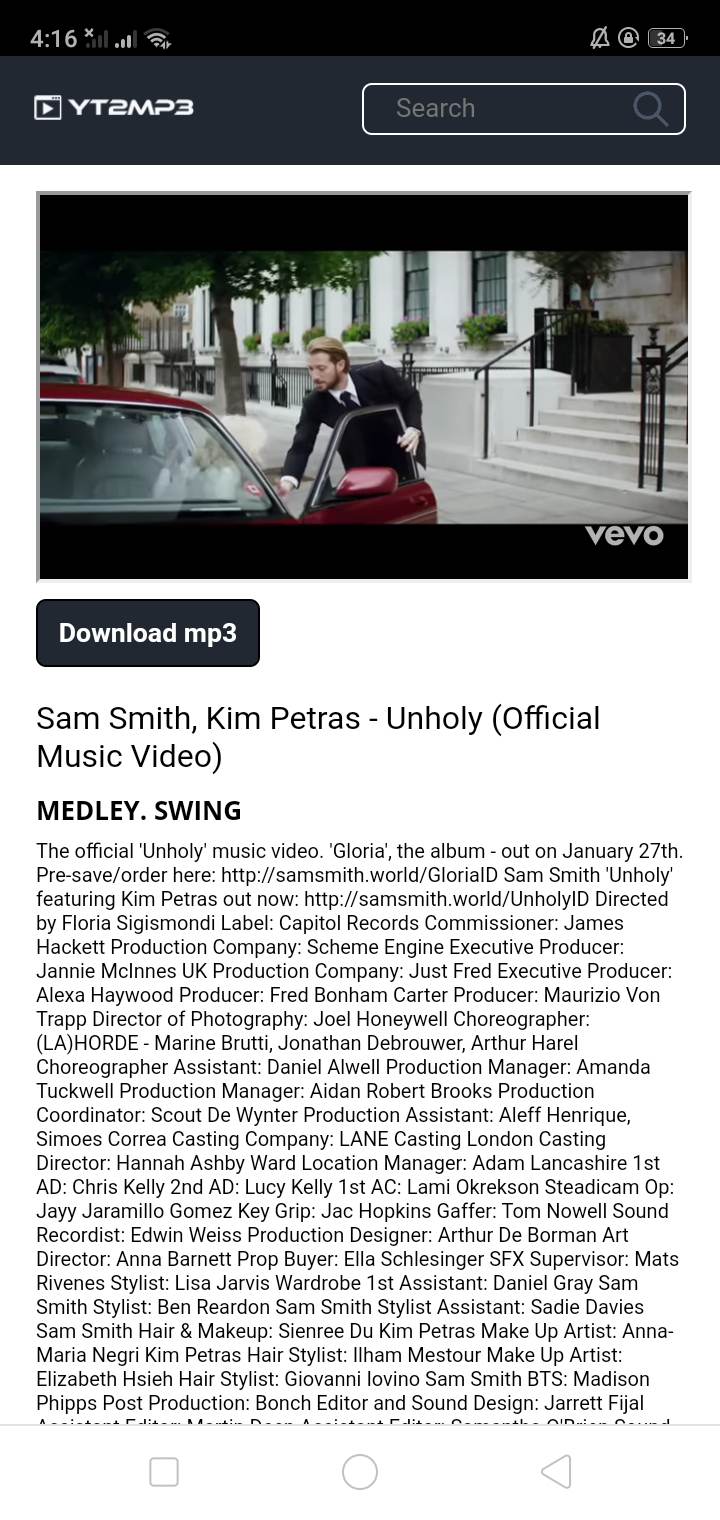 4:16
34
YT2MP3
Search
vevo
Download mp3
Sam Smith, Kim Petras - Unholy (Official
Music Video)
MEDLEY. SWING
The official 'Unholy' music video. 'Gloria', the album - out on January 27th.
Pre-save/order here: http://samsmith.world/GloriaID Sam Smith 'Unholy'
featuring Kim Petras out now: http://samsmith.world/UnholyID Directed
by Floria Sigismondi Label: Capitol Records Commissioner: James
Hackett Production Company: Scheme Engine Executive Producer:
Jannie McInnes UK Production Company: Just Fred Executive Producer:
Alexa Haywood Producer: Fred Bonham Carter Producer: Maurizio Von
Trapp Director of Photography: Joel Honeywell Choreographer:
(LA)HORDE - Marine Brutti, Jonathan Debrouwer, Arthur Harel
Choreographer Assistant: Daniel Alwell Production Manager: Amanda
Tuckwell Production Manager: Aidan Robert Brooks Production
Coordinator: Scout De Wynter Production Assistant: Aleff Henrique,
Simoes Correa Casting Company: LANE Casting London Casting
Director: Hannah Ashby Ward Location Manager: Adam Lancashire 1st
AD: Chris Kelly 2nd AD: Lucy Kelly 1st AC: Lami Okrekson Steadicam Op:
Jayy Jaramillo Gomez Key Grip: Jac Hopkins Gaffer: Tom Nowell Sound
Recordist: Edwin Weiss Production Designer: Arthur De Borman Art
Director: Anna Barnett Prop Buyer: Ella Schlesinger SFX Supervisor: Mats
Rivenes Stylist: Lisa Jarvis Wardrobe 1st Assistant: Daniel Gray Sam
Smith Stylist: Ben Reardon Sam Smith Stylist Assistant: Sadie Davies
Sam Smith Hair & Makeup: Sienree Du Kim Petras Make Up Artist: Anna-
Maria Negri Kim Petras Hair Stylist: Ilham Mestour Make Up Artist:
Elizabeth Hsieh Hair Stylist: Giovanni Iovino Sam Smith BTS: Madison
Phipps Post Production: Bonch Editor and Sound Design: Jarrett Fijal
Assistant Editor: Martin Assistant Editor: Samantha O'Brien Sound